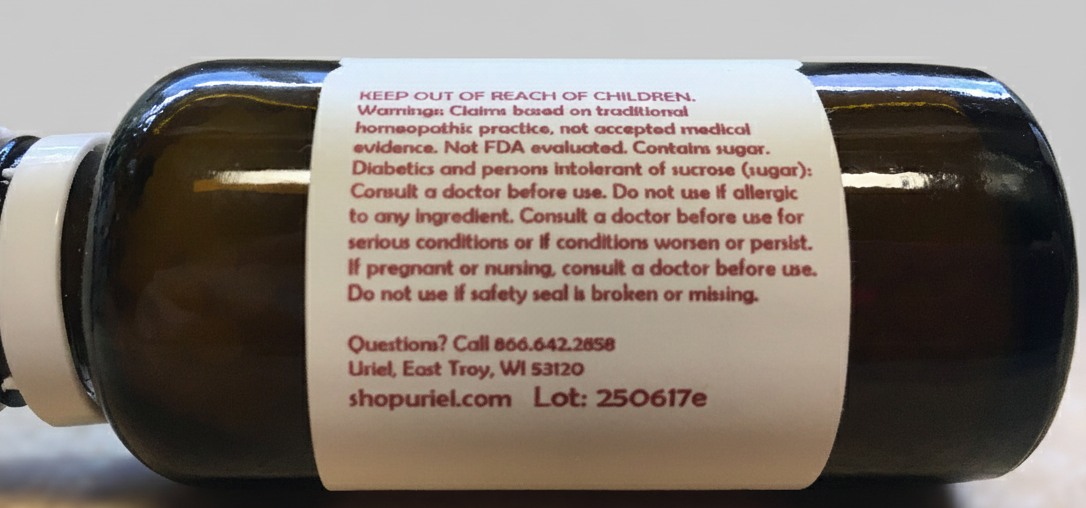 KEEP OUT OF REACH OF CHILDREN.
Warnings: Claims based on traditional
homeopathic practice, not accepted medical
evidence. Not FDA evaluated. Contains sugar.
Diabetics and persons intolerant of sucrose (sugar):
Consult a doctor before use. Do not use if allergic
to any ingredient. Consult a doctor before use for
serious conditions or if conditions worsen or persist.
If pregnant or nursing, consult a doctor before use.
Do not use if safety seal is broken or missing.
Questions? Call 866.642.2858
Uriel, East Troy, WI 53120
shopuriel.com Lot: 250617e